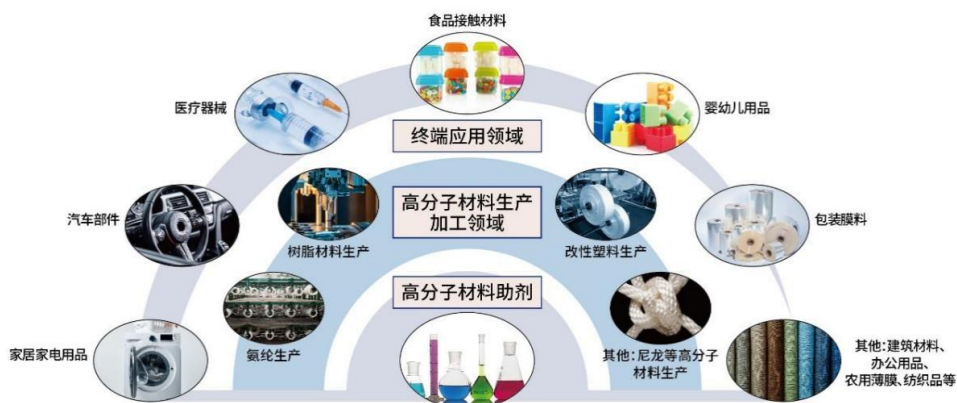 食品接触材料
医疗器械
婴幼儿用品
终端应用领域
汽车部件
高分子材料生产
加工领域
包装膜料
树脂材料生产
改性塑料生产
高分子材料助剂
家居家电用品
氨纶生产
其他：尼龙等高分子
材料生产
其他：建筑材料、
办公用品、
农用薄膜、纺织品等